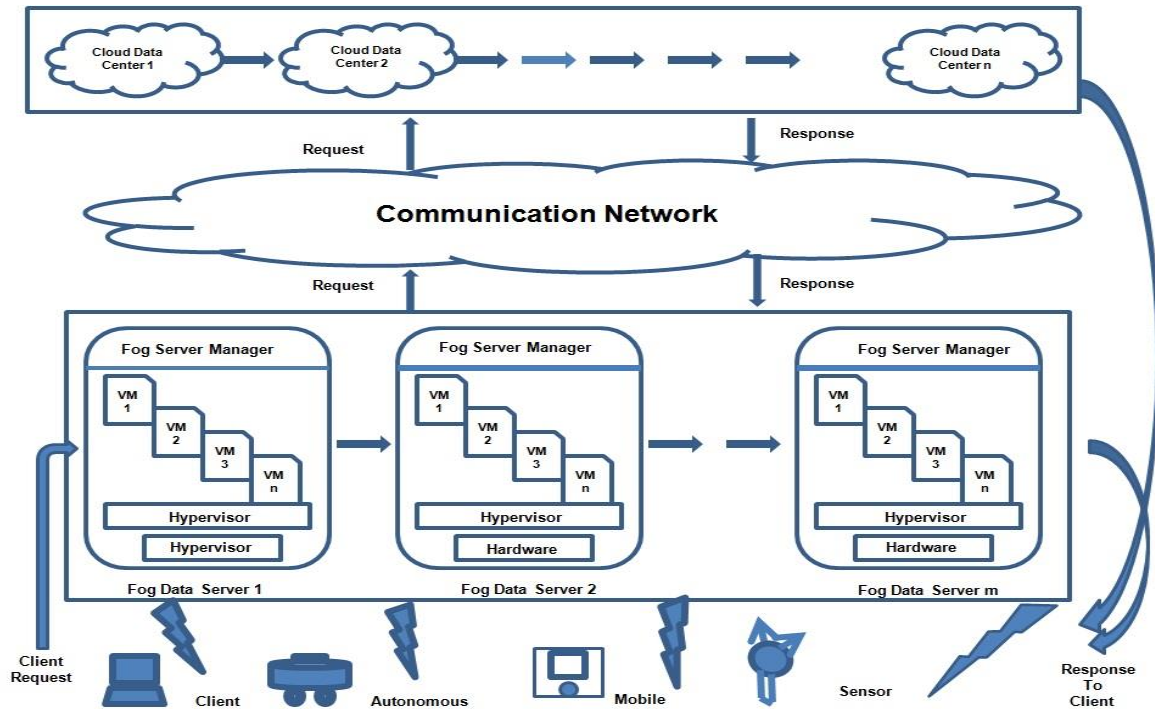 Cloud Data
Center 1
Cloud Data
Center 2
Cloud Data
Center n
Request
Response
Communication Network
Request
Response
Fog Server Manager
VM
1
VM
2
VM
3
VM
n
Hypervisor
Hypervisor
Fog Data Server 1
Fog Server Manager
VM
1
VM
2
VM
3
VM
n
Hypervisor
Hardware
Fog Data Server 2
Fog Server Manager
VM
1
VM
2
VM
3
VM
n
Hypervisor
Hardware
Fog Data Server m
Client
Request
Client
Autonomous
Mobile
Sensor
Response
To
Client